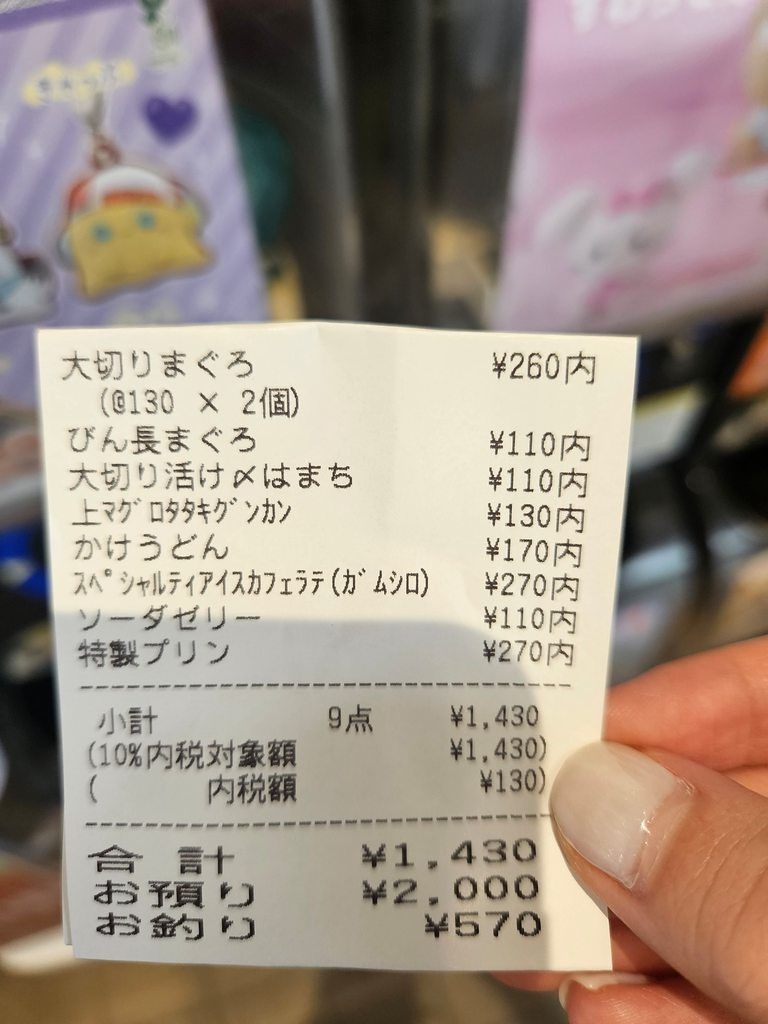 大切りまぐろ ¥260内
(@130 × 2個)
びん長まぐろ ¥110内
大切り活け〆はまち ¥110内
上マグロタタキグンカン ¥130内
かけうどん ¥170内
スペシャルティアイスカフェラテ(ガムシロ) ¥270内
ソーダゼリー ¥110内
特製プリン ¥270内
小計 9点 ¥1,430
(10%内税対象額 ¥1,430)
( 内税額 ¥130)
合 計 ¥1,430
お預り ¥2,000
お釣り ¥570